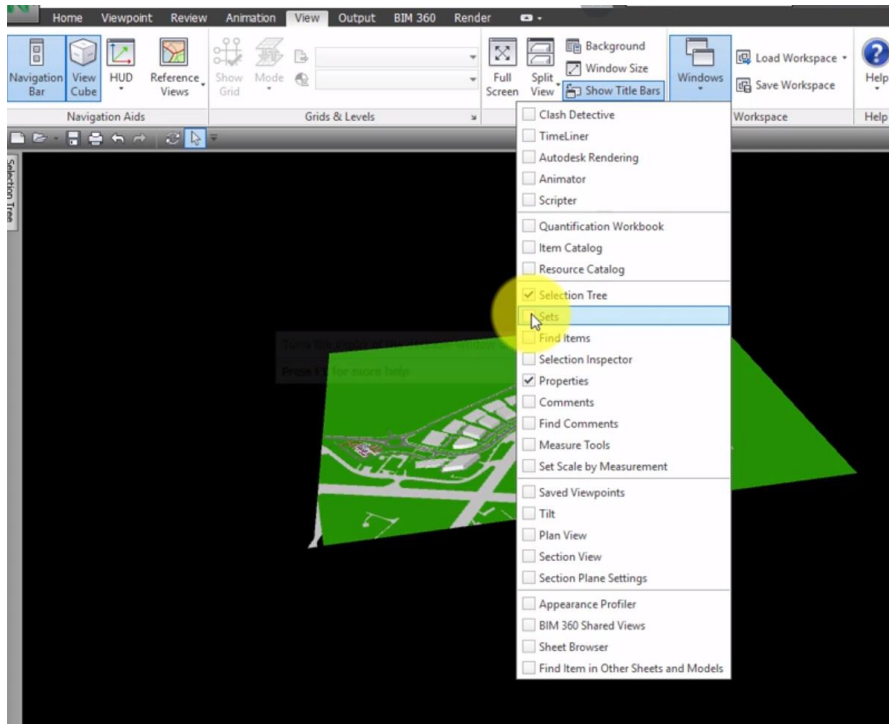 Home Viewpoint Review Animation View Output BIM 360 Render
Navigation Bar
View Cube
HUD
Reference Views
Show Grid
Mode
Full Screen
Split View
Background
Window Size
Show Title Bars
Windows
Load Workspace
Save Workspace
Help
Navigation Aids
Grids & Levels
Workspace
Help
Selection Tree
Clash Detective
TimeLiner
Autodesk Rendering
Animator
Scripter
Quantification Workbook
Item Catalog
Resource Catalog
Selection Tree
Sets
Find Items
Selection Inspector
Properties
Comments
Find Comments
Measure Tools
Set Scale by Measurement
Saved Viewpoints
Tilt
Plan View
Section View
Section Plane Settings
Appearance Profiler
BIM 360 Shared Views
Sheet Browser
Find Item in Other Sheets and Models
Press F1 for more help